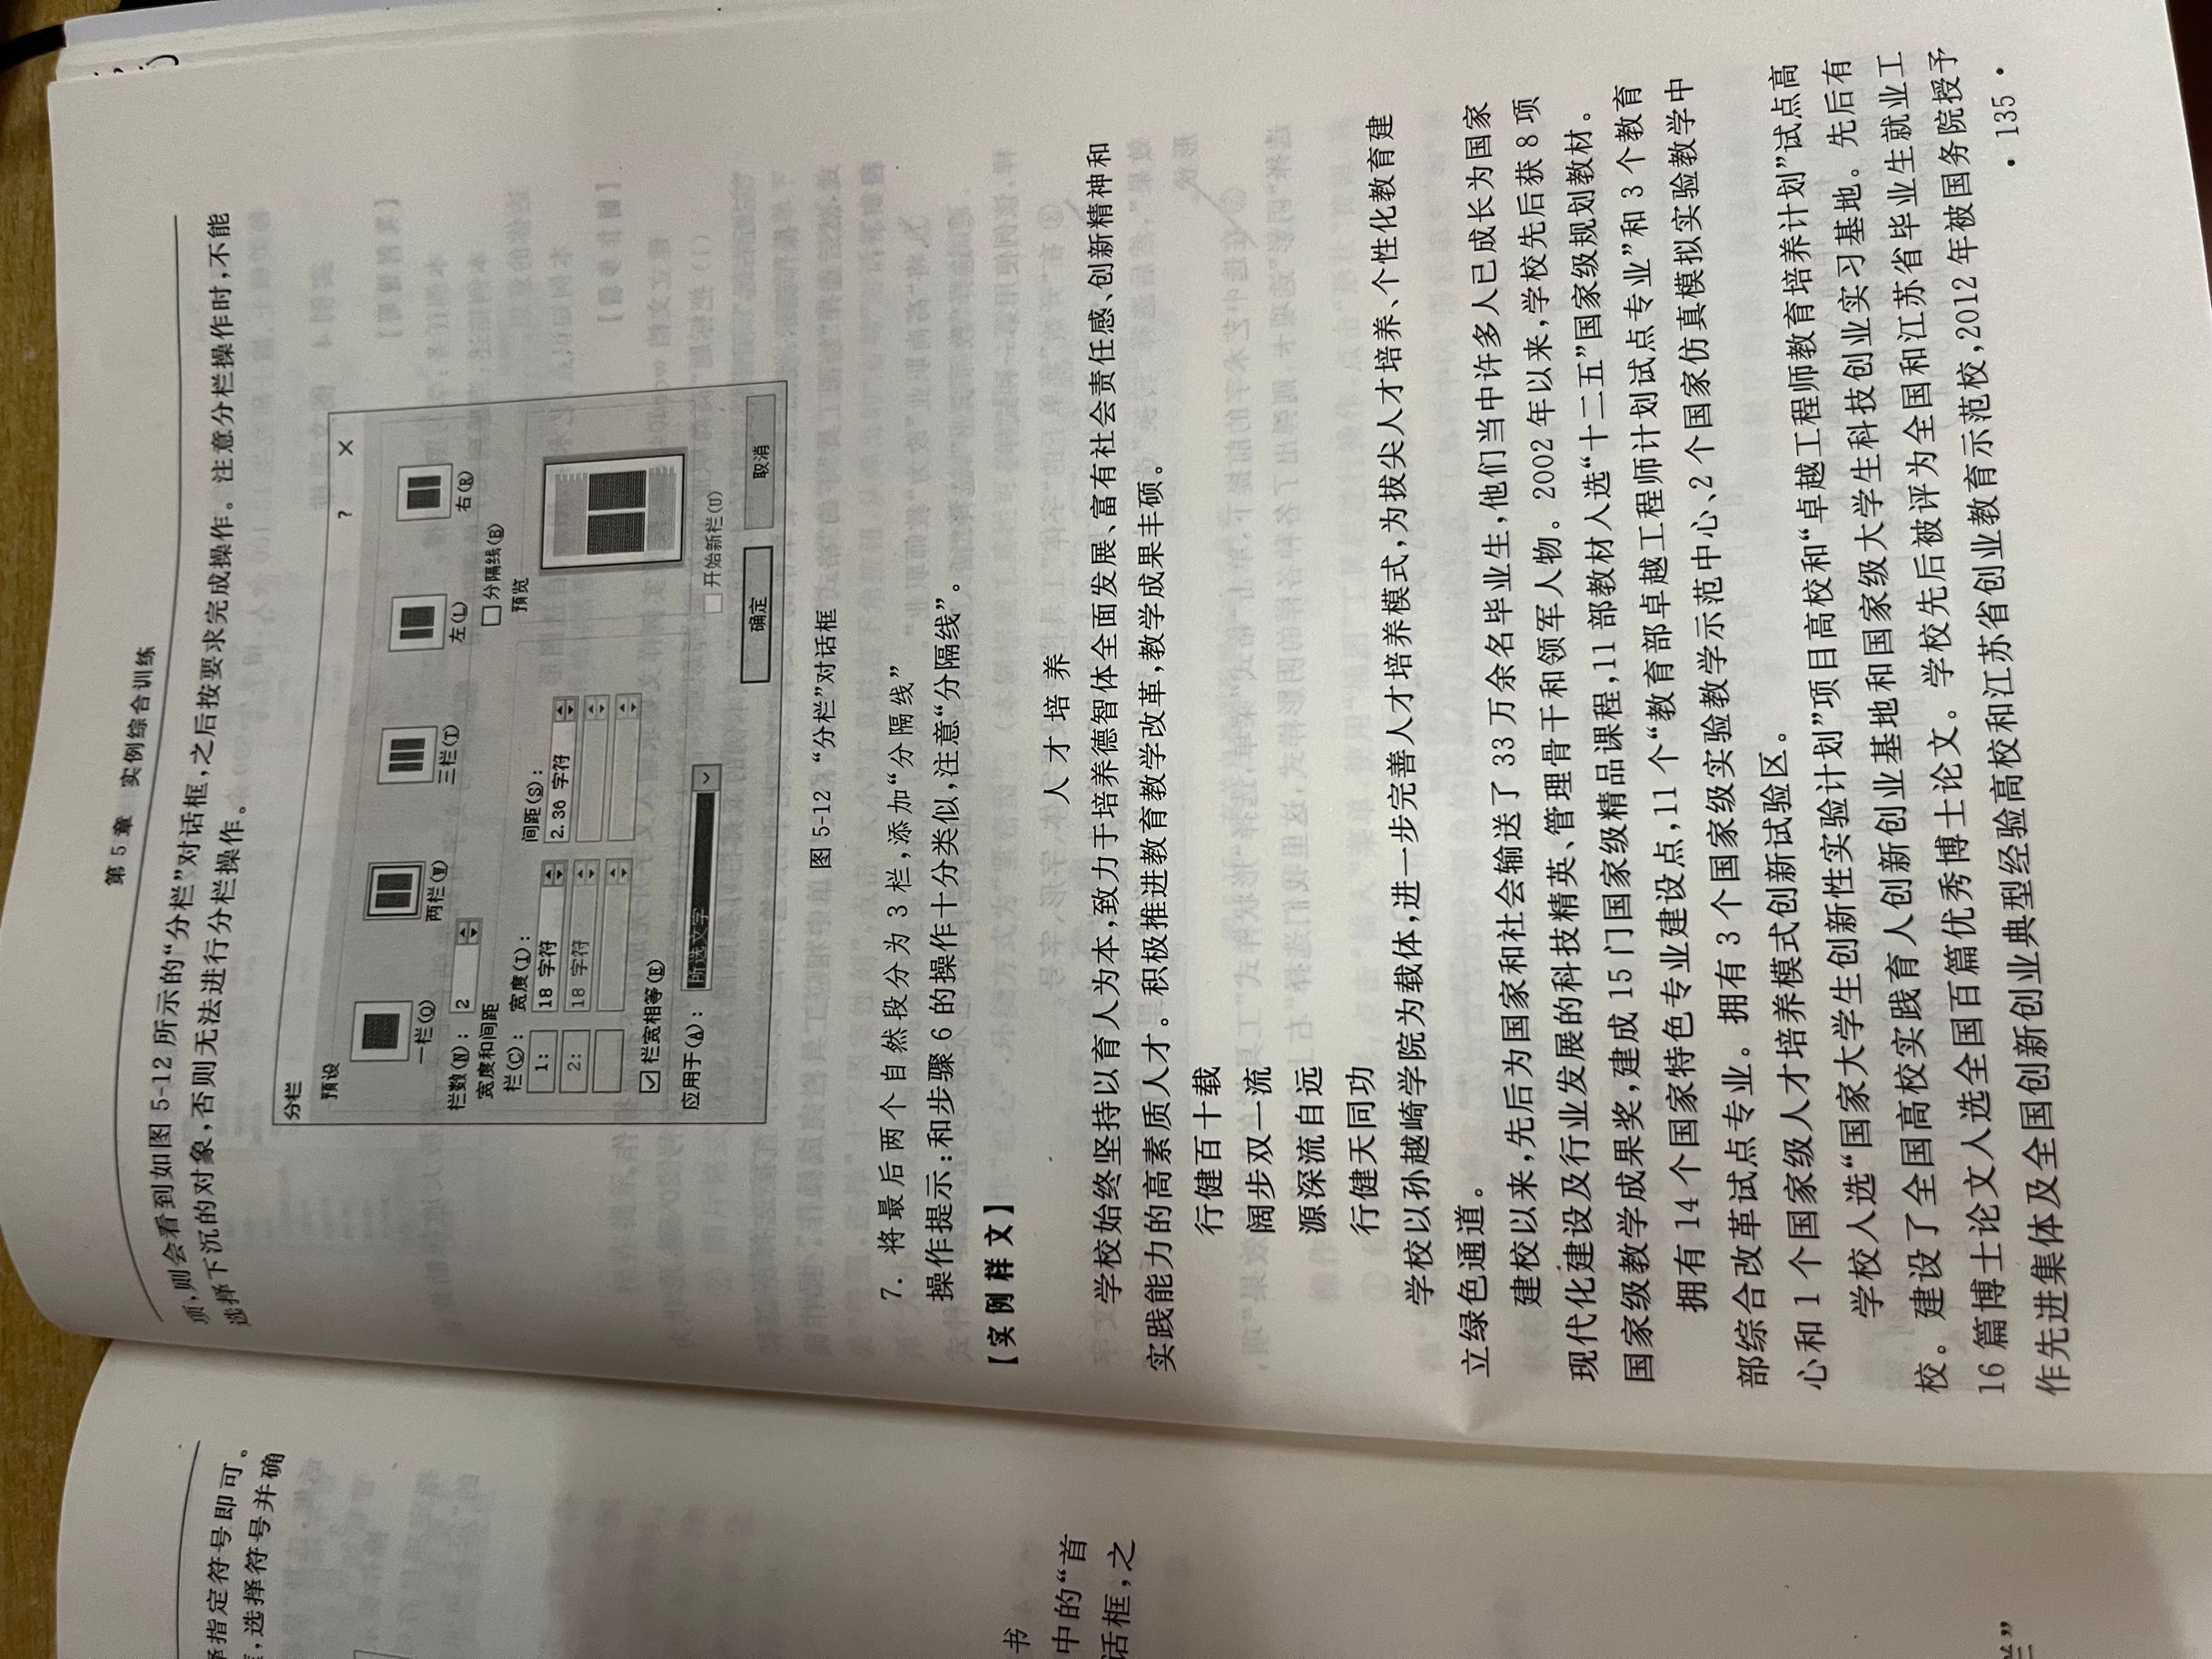 第5章 实例综合训练
项,则会看到如图 5-12 所示的“分栏”对话框,之后按要求完成操作。注意分栏操作时,不能
选择下沉的对象,否则无法进行分栏操作。
分栏 ? ×
预设
一栏(O) 两栏(W) 三栏(T) 左(L) 右(R)
栏数(N): 2 分隔线(B)
宽度和间距 预览
栏(C): 宽度(I): 间距(S):
1: 18 字符 2.36 字符
2: 18 字符
栏宽相等(E)
应用于(A): 所选文字 开始新栏(U)
确定 取消
图 5-12 “分栏”对话框
7. 将最后两个自然段分为 3 栏,添加“分隔线”
操作提示:和步骤 6 的操作十分类似,注意“分隔线”。
【实例样文】
人才培养
学校始终坚持以育人为本,致力于培养德智体全面发展、富有社会责任感、创新精神和
实践能力的高素质人才。积极推进教育教学改革,教学成果丰硕。
行健百十载
阔步双一流
源深流自远
行健天同功
学校以孙越崎学院为载体,进一步完善人才培养模式,为拔尖人才培养、个性化教育建
立绿色通道。
建校以来,先后为国家和社会输送了 33 万余名毕业生,他们当中许多人已成长为国家
现代化建设及行业发展的科技精英、管理骨干和领军人物。2002 年以来,学校先后获 8 项
国家级教学成果奖,建成 15 门国家级精品课程,11 部教材入选“十二五”国家级规划教材。
拥有 14 个国家特色专业建设点,11 个“教育部卓越工程师计划试点专业”和 3 个教育
部综合改革试点专业。拥有 3 个国家级实验教学示范中心、2 个国家仿真模拟实验教学中
心和 1 个国家级人才培养模式创新试验区。
学校入选“国家大学生创新性实验计划”项目高校和“卓越工程师教育培养计划”试点高
校。建设了全国高校实践育人创新创业基地和国家级大学生科技创业实习基地。先后有
16 篇博士论文入选全国百篇优秀博士论文。学校先后被评为全国和江苏省毕业生就业工
作先进集体及全国创新创业典型经验高校和江苏省创业教育示范校,2012 年被国务院授予
· 135 ·
择指定符号即可。
,选择符号并确
书
中的“首
话框,之
栏”